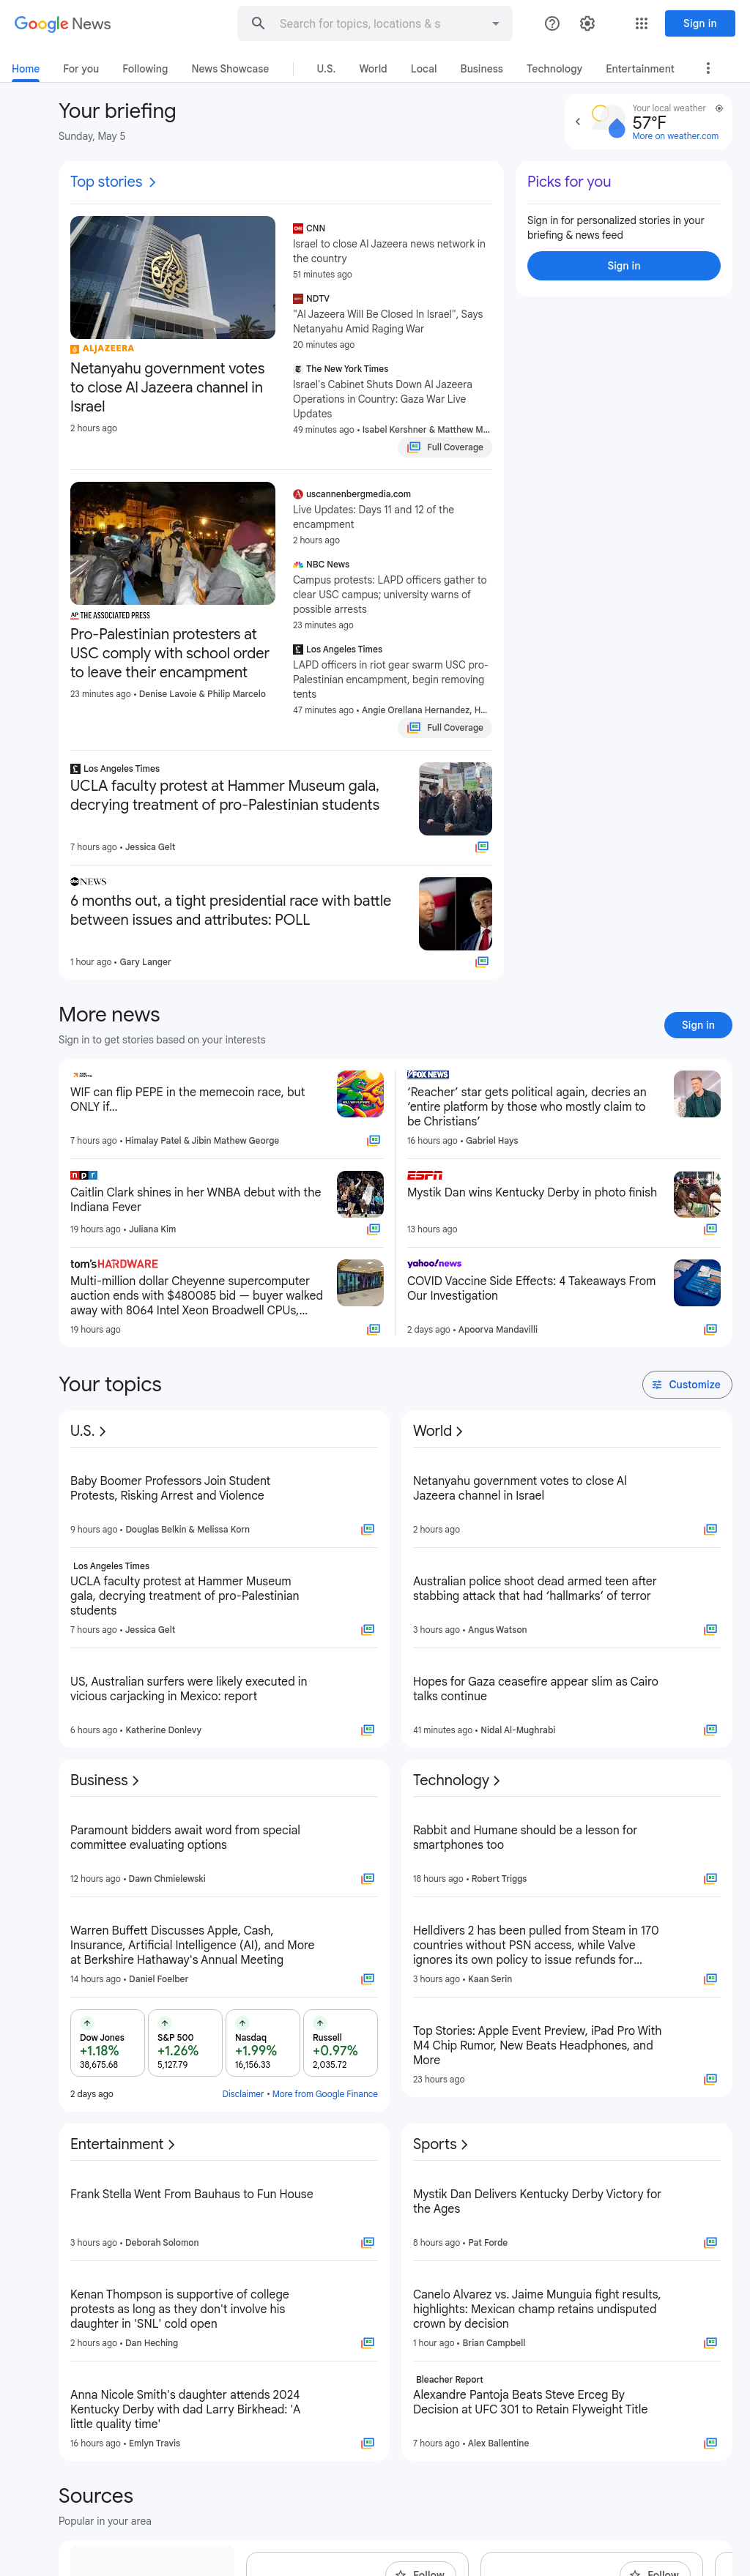 Google News
Search for topics, locations & s
Sign in
Home
For you
Following
News Showcase
U.S.
World
Local
Business
Technology
Entertainment
Your briefing
Sunday, May 5
Your local weather
57°F
More on weather.com
Top stories
Picks for you
Sign in for personalized stories in your
briefing & news feed
Sign in
ALJAZEERA
Netanyahu government votes
to close Al Jazeera channel in
Israel
2 hours ago
CNN
Israel to close Al Jazeera news network in
the country
51 minutes ago
NDTV
"Al Jazeera Will Be Closed In Israel", Says
Netanyahu Amid Raging War
20 minutes ago
The New York Times
Israel's Cabinet Shuts Down Al Jazeera
Operations in Country: Gaza War Live
Updates
49 minutes ago • Isabel Kershner & Matthew M...
Full Coverage
AP THE ASSOCIATED PRESS
Pro-Palestinian protesters at
USC comply with school order
to leave their encampment
23 minutes ago • Denise Lavoie & Philip Marcelo
uscannenbergmedia.com
Live Updates: Days 11 and 12 of the
encampment
2 hours ago
NBC News
Campus protests: LAPD officers gather to
clear USC campus; university warns of
possible arrests
23 minutes ago
Los Angeles Times
LAPD officers in riot gear swarm USC pro-
Palestinian encampment, begin removing
tents
47 minutes ago • Angie Orellana Hernandez, H...
Full Coverage
Los Angeles Times
UCLA faculty protest at Hammer Museum gala,
decrying treatment of pro-Palestinian students
7 hours ago • Jessica Gelt
abc NEWS
6 months out, a tight presidential race with battle
between issues and attributes: POLL
1 hour ago • Gary Langer
More news
Sign in to get stories based on your interests
Sign in
WIF can flip PEPE in the memecoin race, but
ONLY if...
7 hours ago • Himalay Patel & Jibin Mathew George
FOX NEWS
‘Reacher’ star gets political again, decries an
‘entire platform by those who mostly claim to
be Christians’
16 hours ago • Gabriel Hays
npr
Caitlin Clark shines in her WNBA debut with the
Indiana Fever
19 hours ago • Juliana Kim
ESPN
Mystik Dan wins Kentucky Derby in photo finish
13 hours ago
tom's HARDWARE
Multi-million dollar Cheyenne supercomputer
auction ends with $480085 bid — buyer walked
away with 8064 Intel Xeon Broadwell CPUs,...
19 hours ago
yahoo!news
COVID Vaccine Side Effects: 4 Takeaways From
Our Investigation
2 days ago • Apoorva Mandavilli
Your topics
Customize
U.S.
Baby Boomer Professors Join Student
Protests, Risking Arrest and Violence
9 hours ago • Douglas Belkin & Melissa Korn
Los Angeles Times
UCLA faculty protest at Hammer Museum
gala, decrying treatment of pro-Palestinian
students
7 hours ago • Jessica Gelt
US, Australian surfers were likely executed in
vicious carjacking in Mexico: report
6 hours ago • Katherine Donlevy
World
Netanyahu government votes to close Al
Jazeera channel in Israel
2 hours ago
Australian police shoot dead armed teen after
stabbing attack that had ‘hallmarks’ of terror
3 hours ago • Angus Watson
Hopes for Gaza ceasefire appear slim as Cairo
talks continue
41 minutes ago • Nidal Al-Mughrabi
Business
Paramount bidders await word from special
committee evaluating options
12 hours ago • Dawn Chmielewski
Warren Buffett Discusses Apple, Cash,
Insurance, Artificial Intelligence (AI), and More
at Berkshire Hathaway's Annual Meeting
14 hours ago • Daniel Foelber
Dow Jones
+1.18%
38,675.68
S&P 500
+1.26%
5,127.79
Nasdaq
+1.99%
16,156.33
Russell
+0.97%
2,035.72
2 days ago
Disclaimer • More from Google Finance
Technology
Rabbit and Humane should be a lesson for
smartphones too
18 hours ago • Robert Triggs
Helldivers 2 has been pulled from Steam in 170
countries without PSN access, while Valve
ignores its own policy to issue refunds for...
3 hours ago • Kaan Serin
Top Stories: Apple Event Preview, iPad Pro With
M4 Chip Rumor, New Beats Headphones, and
More
23 hours ago
Entertainment
Frank Stella Went From Bauhaus to Fun House
3 hours ago • Deborah Solomon
Kenan Thompson is supportive of college
protests as long as they don't involve his
daughter in 'SNL' cold open
2 hours ago • Dan Heching
Anna Nicole Smith's daughter attends 2024
Kentucky Derby with dad Larry Birkhead: 'A
little quality time'
16 hours ago • Emlyn Travis
Sports
Mystik Dan Delivers Kentucky Derby Victory for
the Ages
8 hours ago • Pat Forde
Canelo Alvarez vs. Jaime Munguia fight results,
highlights: Mexican champ retains undisputed
crown by decision
1 hour ago • Brian Campbell
Bleacher Report
Alexandre Pantoja Beats Steve Erceg By
Decision at UFC 301 to Retain Flyweight Title
7 hours ago • Alex Ballentine
Sources
Popular in your area
Follow
Follow